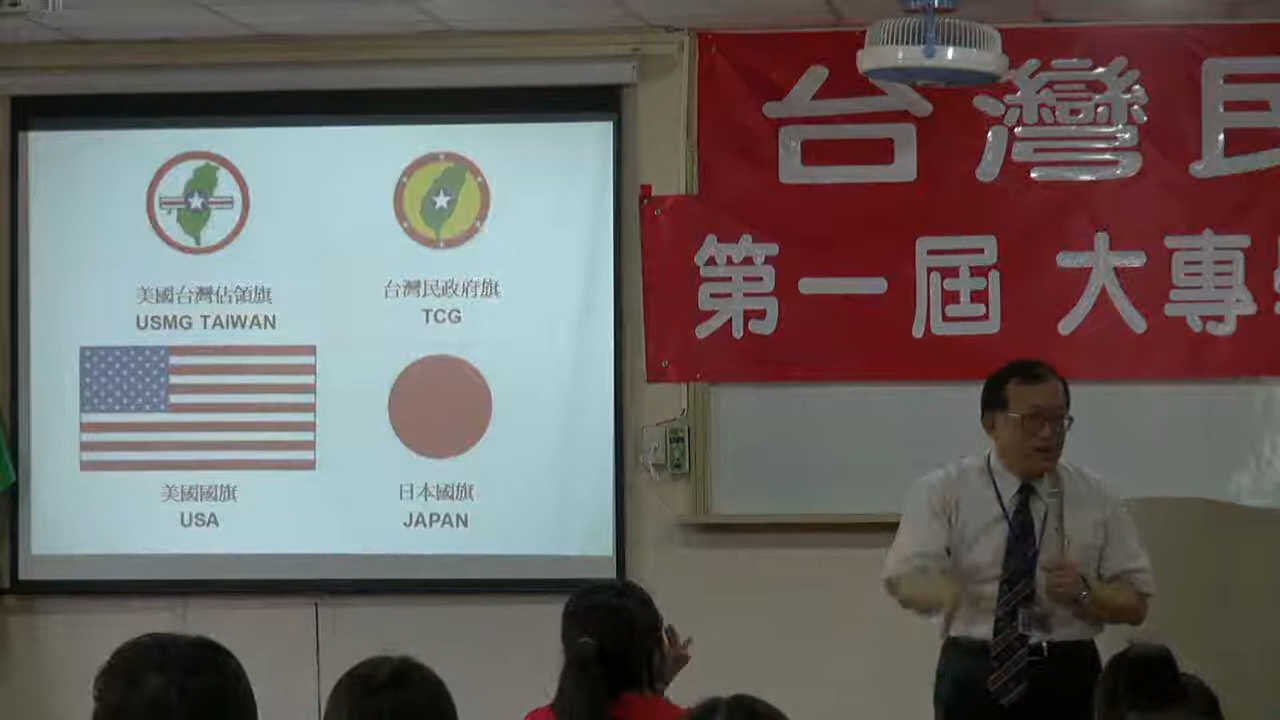 美國台灣佔領旗
USMG TAIWAN
台灣民政府旗
TCG
美國國旗
USA
日本國旗
JAPAN
台灣民
第一屆 大專